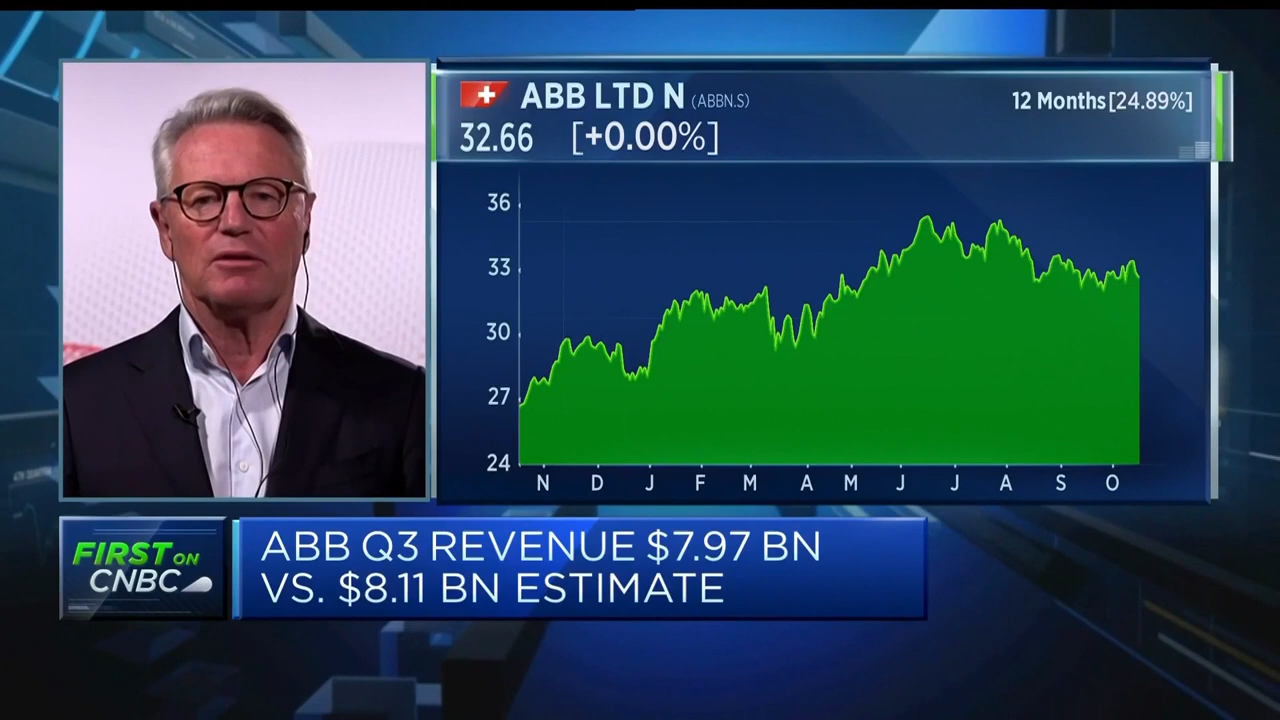 ABB LTD N (ABBN.S)
12 Months [24.89%]
32.66 [+0.00%]
36
33
30
27
24
N D J F M A M J J A S O
FIRST ON
CNBC
ABB Q3 REVENUE $7.97 BN
VS. $8.11 BN ESTIMATE